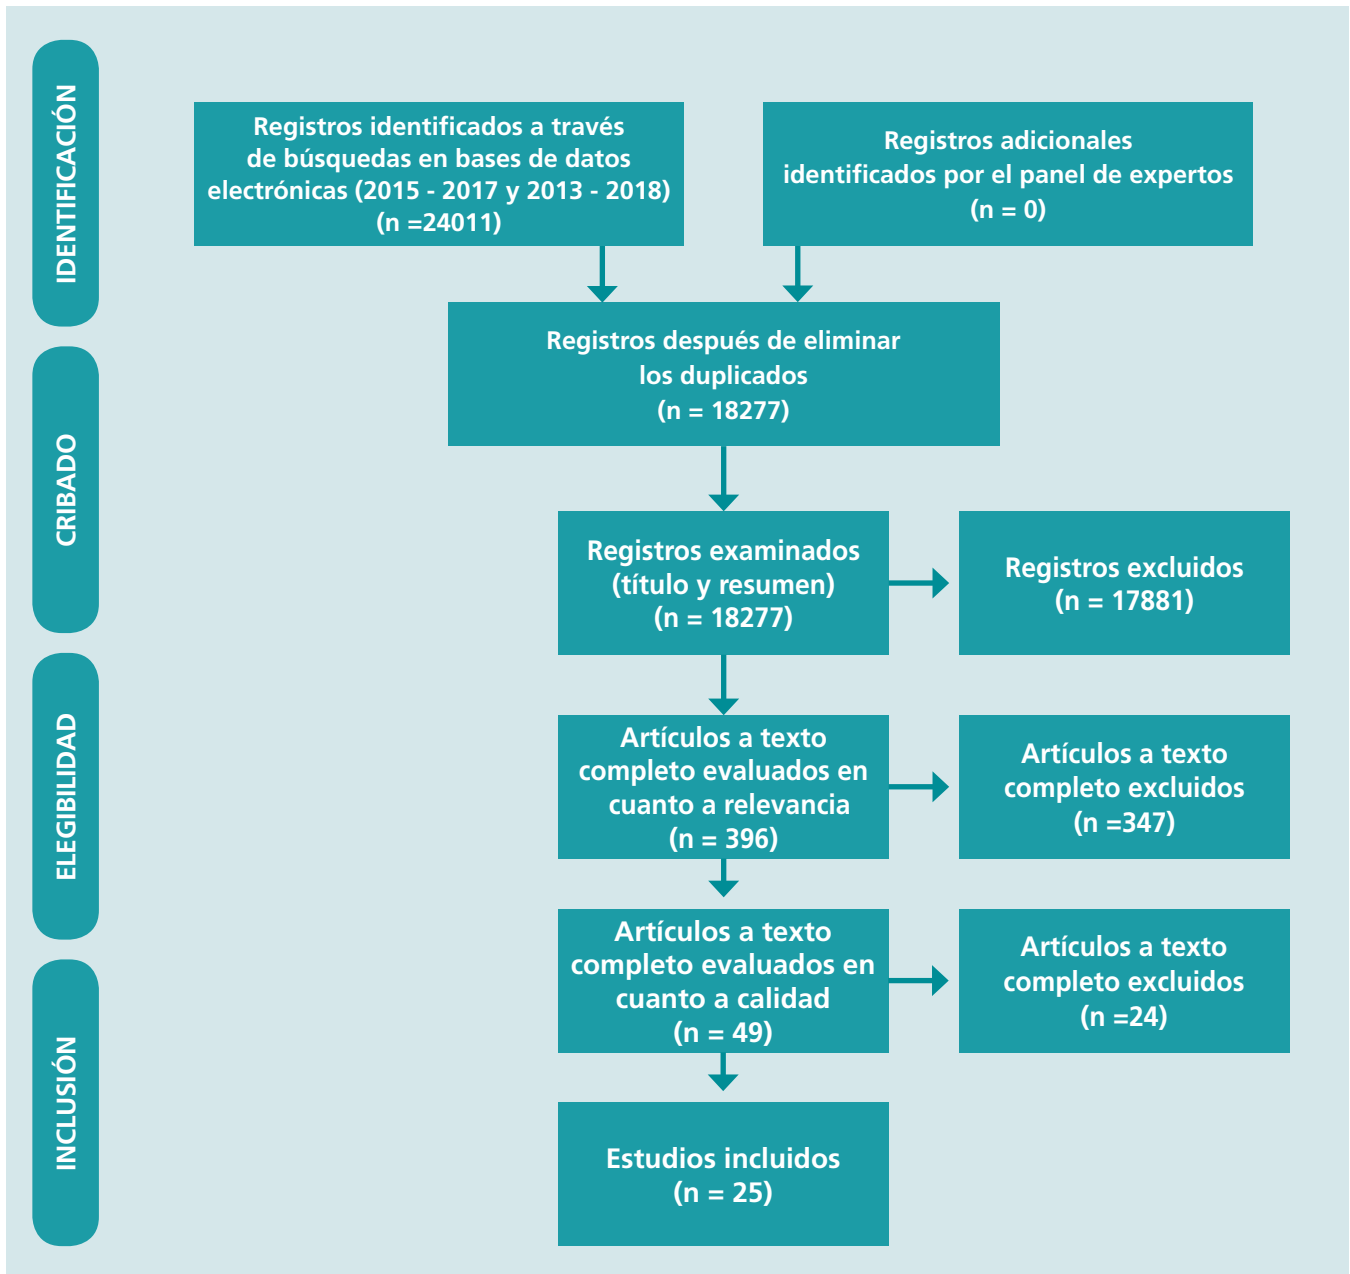 IDENTIFICACIÓN
Registros identificados a través
de búsquedas en bases de datos
electrónicas (2015 - 2017 y 2013 - 2018)
(n =24011)
Registros adicionales
identificados por el panel de expertos
(n = 0)
Registros después de eliminar
los duplicados
(n = 18277)
CRIBADO
Registros examinados
(título y resumen)
(n = 18277)
Registros excluidos
(n = 17881)
ELEGIBILIDAD
Artículos a texto
completo evaluados en
cuanto a relevancia
(n = 396)
Artículos a texto
completo excluidos
(n =347)
Artículos a texto
completo evaluados en
cuanto a calidad
(n = 49)
Artículos a texto
completo excluidos
(n =24)
INCLUSIÓN
Estudios incluidos
(n = 25)